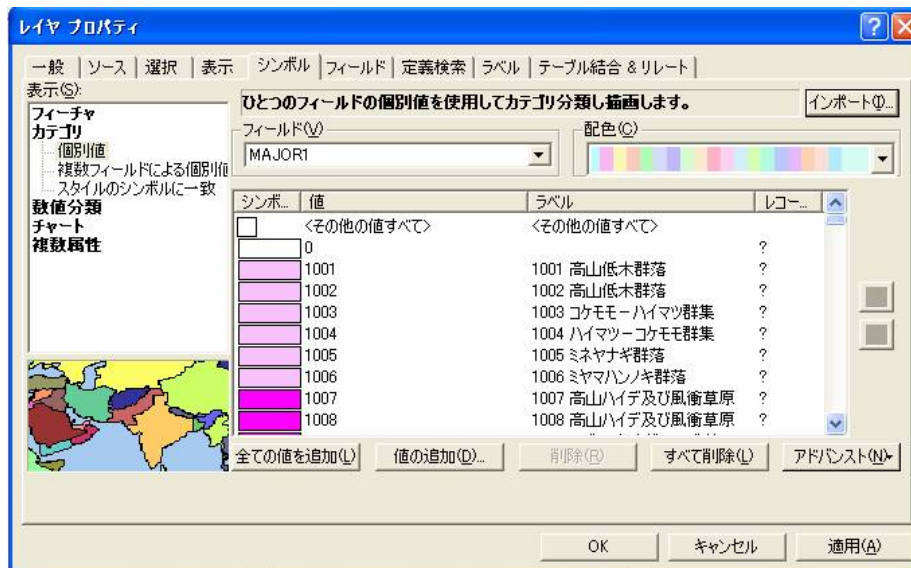 レイヤ プロパティ
一般 ソース 選択 表示 シンボル フィールド 定義検索 ラベル テーブル結合 & リレート
表示(S):
フィーチャ
カテゴリ
個別値
複数フィールドによる個別値
スタイルのシンボルに一致
数値分類
チャート
複数属性
ひとつのフィールドの個別値を使用してカテゴリ分類し描画します。
インポート(I)...
フィールド(V)
MAJOR1
配色(C)
シンボ... 値 ラベル レコー...
<その他の値すべて> <その他の値すべて>
0 ?
1001 1001 高山低木群落 ?
1002 1002 高山低木群落 ?
1003 1003 コケモモーハイマツ群集 ?
1004 1004 ハイマツーコケモモ群集 ?
1005 1005 ミネヤナギ群落 ?
1006 1006 ミヤマハンノキ群落 ?
1007 1007 高山ハイデ及び風衝草原 ?
1008 1008 高山ハイデ及び風衝草原 ?
全ての値を追加(L) 値の追加(D)... 削除(R) すべて削除(L) アドバンスト(N)
OK キャンセル 適用(A)